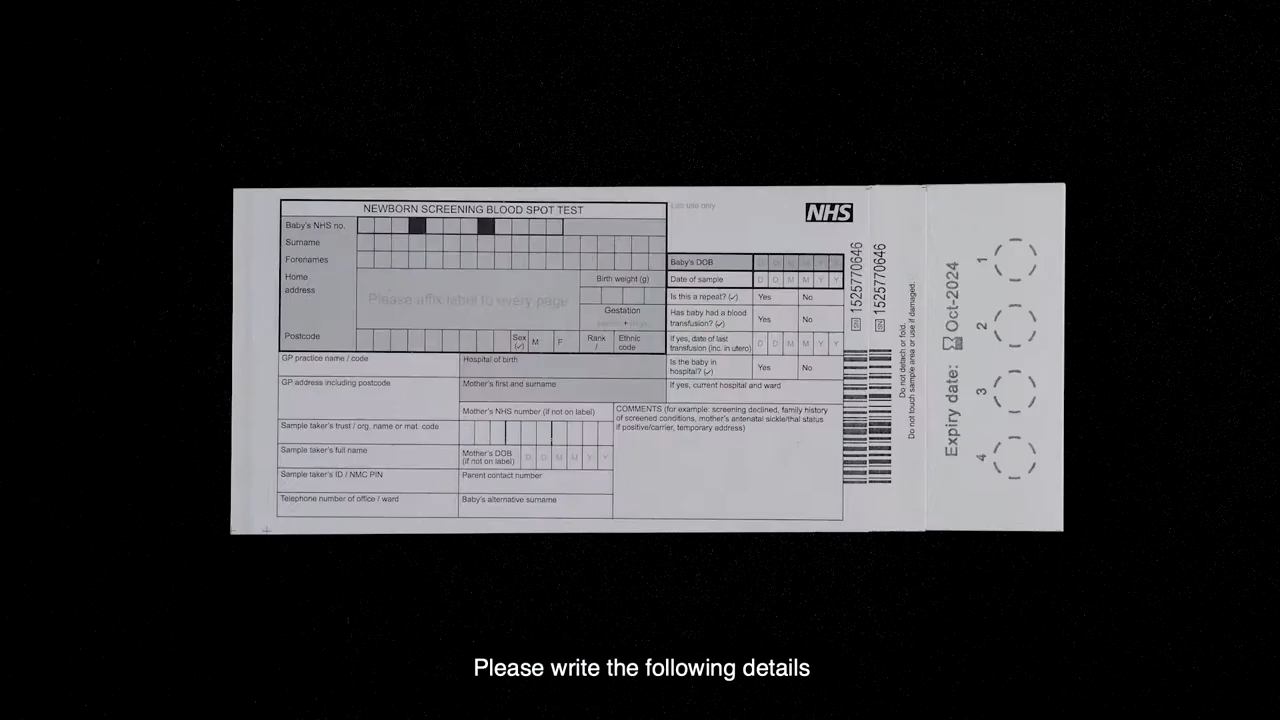 NEWBORN SCREENING BLOOD SPOT TEST
Baby's NHS no.
Surname
Forenames
Home
address
Please affix label to every page
Birth weight (g)
Gestation
+
Postcode
Sex
(✓)
M
F
Rank
/
Ethnic
code
Lab use only
NHS
Baby's DOB
D D M M Y Y
Date of sample
D D M M Y Y
Is this a repeat? (✓)
Yes
No
Has baby had a blood
transfusion? (✓)
Yes
No
If yes, date of last
transfusion (inc. in utero)
D D M M Y Y
Is the baby in
hospital? (✓)
Yes
No
If yes, current hospital and ward
GP practice name / code
GP address including postcode
Sample taker's trust / org. name or mat. code
Sample taker's full name
Sample taker's ID / NMC PIN
Telephone number of office / ward
Hospital of birth
Mother's first and surname
Mother's NHS number (if not on label)
Mother's DOB
(if not on label)
D D M M Y Y
Parent contact number
Baby's alternative surname
COMMENTS (for example: screening declined, family history
of screened conditions, mother's antenatal sickle/thal status
if positive/carrier, temporary address)
SN 1525770646
SN 1525770646
Do not detach or fold.
Do not touch sample area or use if damaged.
Expiry date: Oct-2024
1
2
3
4
Please write the following details